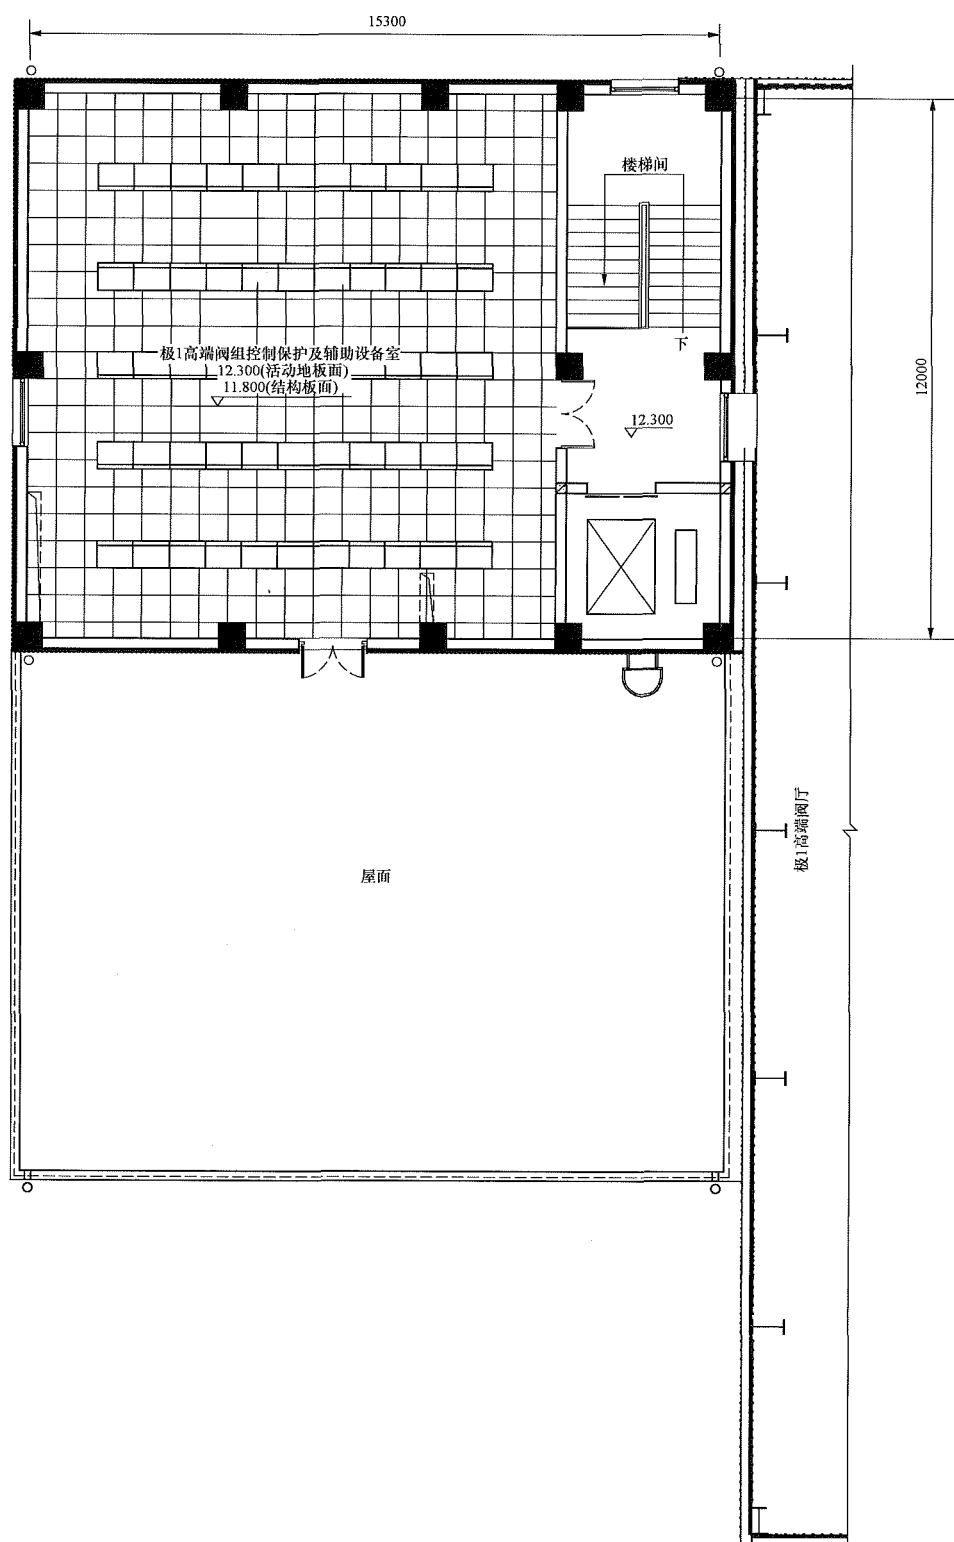 15300
楼梯间
极1高端阀组控制保护及辅助设备室
12.300(活动地板面)
11.800(结构板面)
下
12000
12.300
极1高端阀厅
屋面